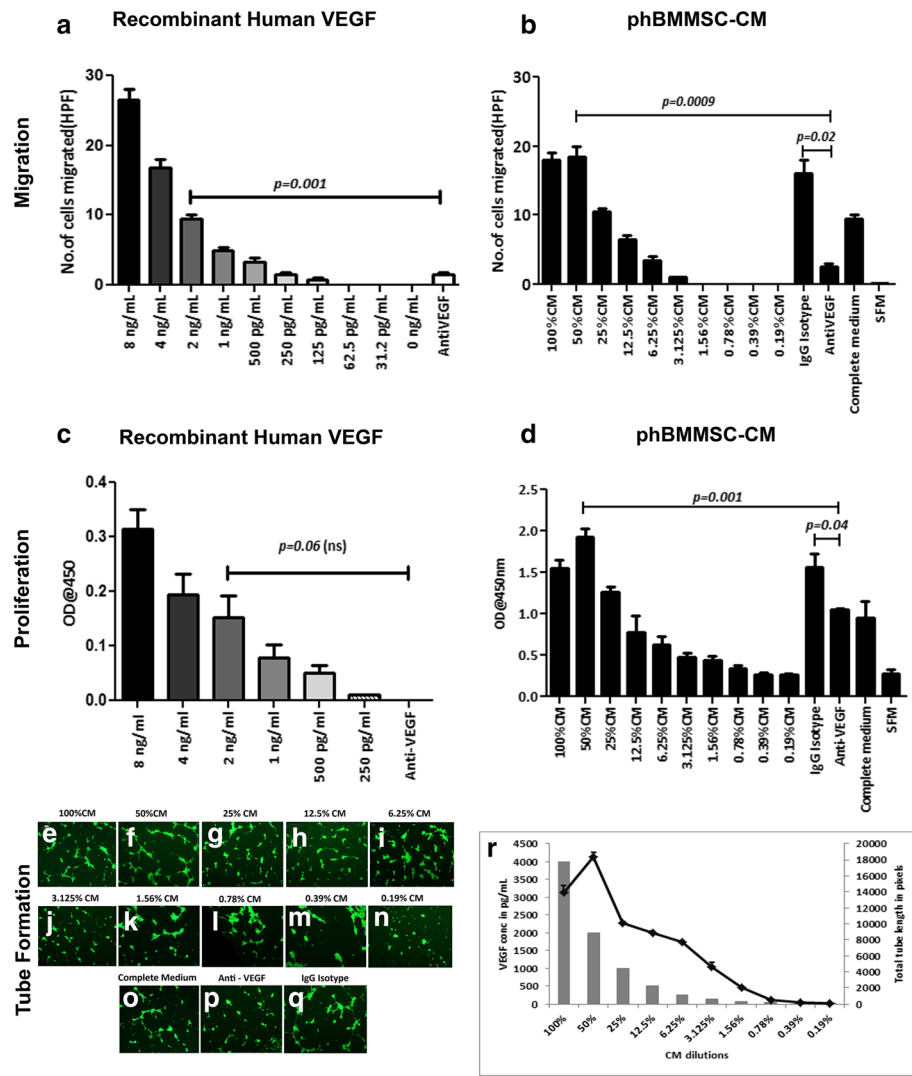 a
Recombinant Human VEGF
Migration
No.of cells migrated(HPF)
30
20
10
0
p=0.001
8 ng/mL
4 ng/mL
2 ng/mL
1 ng/mL
500 pg/mL
250 pg/mL
125 pg/mL
62.5 pg/mL
31.2 pg/mL
0 ng/mL
AntiVEGF
b
phBMMSC-CM
No.of cells migrated(HPF)
30
20
10
0
p=0.0009
p=0.02
100%CM
50%CM
25%CM
12.5%CM
6.25%CM
3.125%CM
1.56%CM
0.78%CM
0.39%CM
0.19%CM
IgG Isotype
AntiVEGF
Complete medium
SFM
c
Recombinant Human VEGF
Proliferation
OD@450
0.4
0.3
0.2
0.1
0.0
p=0.06 (ns)
8 ng/ml
4 ng/ml
2 ng/ml
1 ng/ml
500 pg/ml
250 pg/ml
Anti-VEGF
d
phBMMSC-CM
OD@450nm
2.5
2.0
1.5
1.0
0.5
0.0
p=0.001
p=0.04
100%CM
50%CM
25%CM
12.5%CM
6.25%CM
3.125%CM
1.56%CM
0.78%CM
0.39%CM
0.19%CM
IgG Isotype
Anti-VEGF
Complete medium
SFM
Tube Formation
100%CM 50%CM 25% CM 12.5% CM 6.25% CM
e f g h i
3.125% CM 1.56% CM 0.78% CM 0.39% CM 0.19% CM
j k l m n
Complete Medium Anti - VEGF IgG Isotype
o p q
r
VEGF conc in pg/mL
4500
4000
3500
3000
2500
2000
1500
1000
500
0
20000
18000
16000
14000
12000
10000
8000
6000
4000
2000
0
Total tube length in pixels
100%
50%
25%
12.5%
6.25%
3.125%
1.56%
0.78%
0.39%
0.19%
CM dilutions